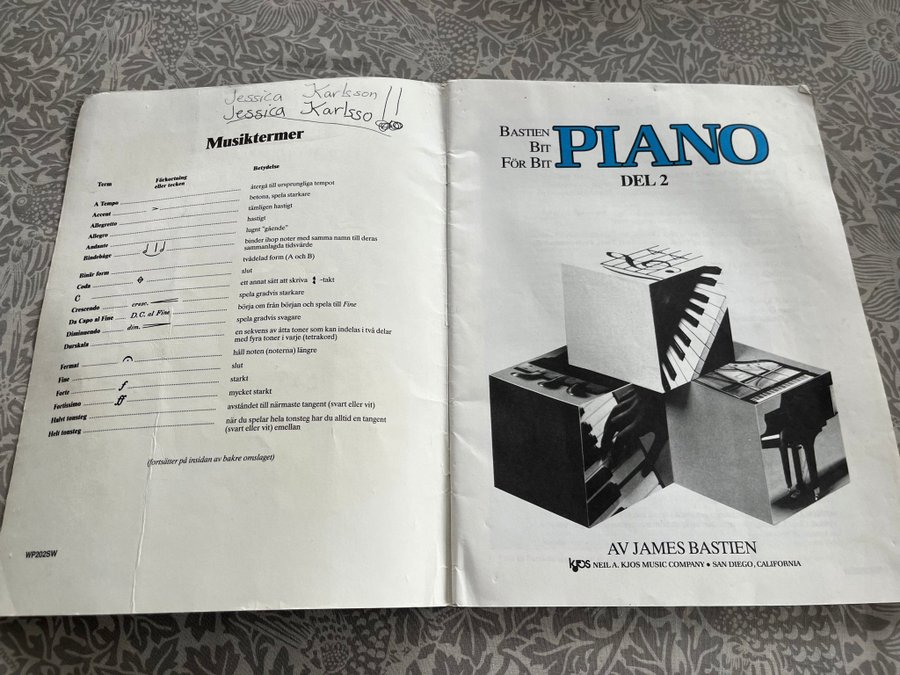 Jessica Karlsson
Jessica Karlsso!!
Musiktermer
Term Förkortning eller tecken Betydelse
A Tempo återgå till ursprungliga tempot
Accent > betona, spela starkare
Allegretto tämligen hastigt
Allegro hastigt
Andante lugnt "gående"
Bindebåge binder ihop noter med samma namn till deras
sammanlagda tidsvärde
Binär form tvådelad form (A och B)
Coda slut
C ett annat sätt att skriva -takt
Crescendo cresc. spela gradvis starkare
Da Capo al Fine D.C. al Fine börja om från början och spela till Fine
Diminuendo dim. spela gradvis svagare
Durskala en sekvens av åtta toner som kan indelas i två delar
med fyra toner i varje (tetrakord)
Fermat håll noten (noterna) längre
Fine slut
Forte f starkt
Fortissimo ff mycket starkt
Halvt tonsteg avståndet till närmaste tangent (svart eller vit)
Helt tonsteg när du spelar hela tonsteg har du alltid en tangent
(svart eller vit) emellan
(fortsätter på insidan av bakre omslaget)
WP202SW
BASTIEN
BIT
FÖR BIT
PIANO
DEL 2
AV JAMES BASTIEN
KJOS NEIL A. KJOS MUSIC COMPANY • SAN DIEGO, CALIFORNIA